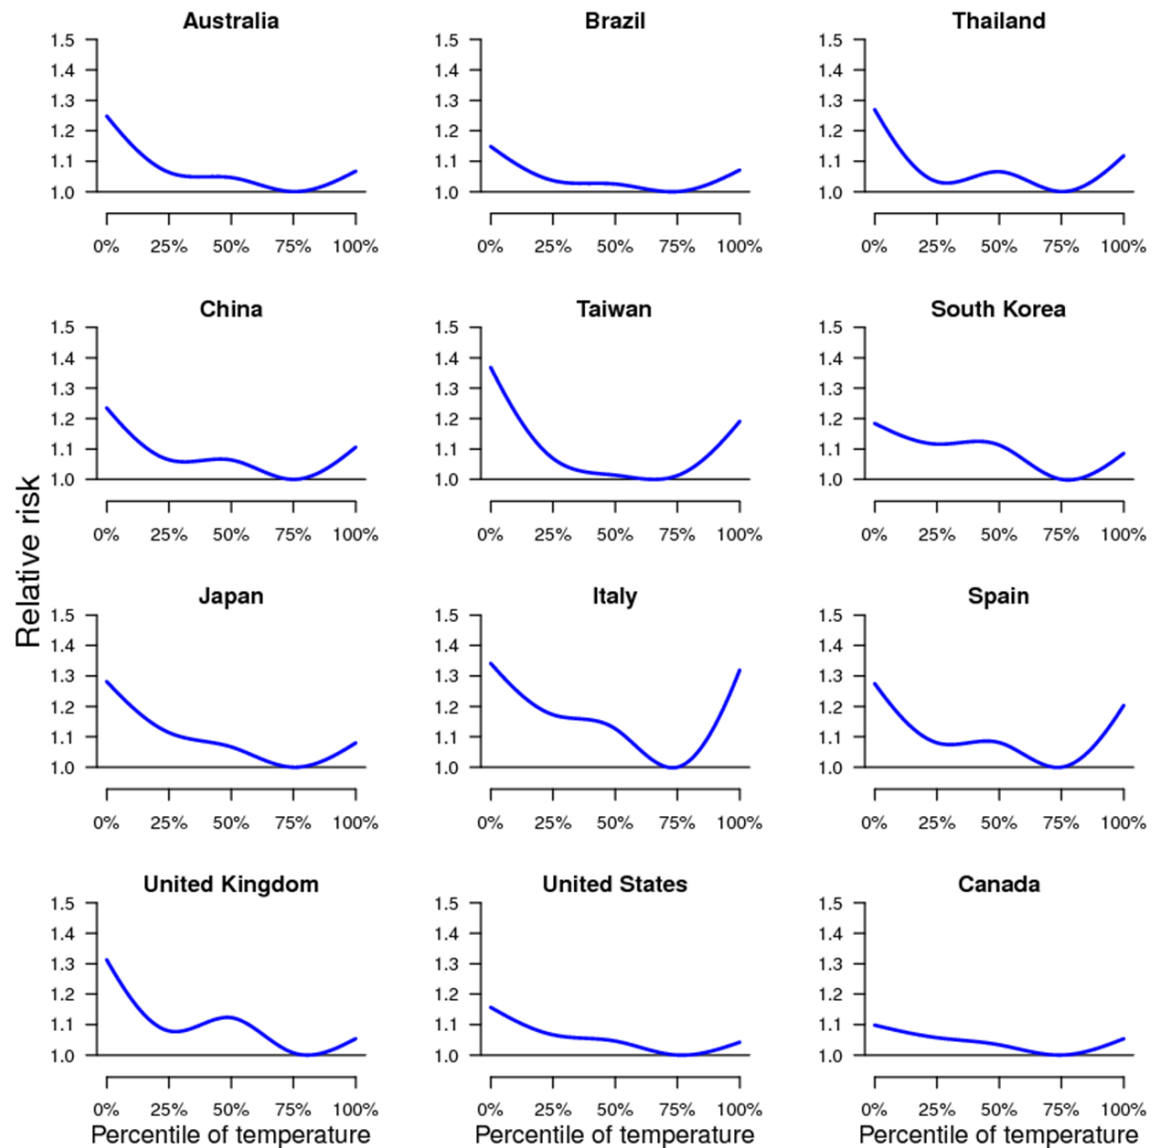 Australia
1.5
1.4
1.3
1.2
1.1
1.0
0% 25% 50% 75% 100%
Brazil
1.5
1.4
1.3
1.2
1.1
1.0
0% 25% 50% 75% 100%
Thailand
1.5
1.4
1.3
1.2
1.1
1.0
0% 25% 50% 75% 100%
China
1.5
1.4
1.3
1.2
1.1
1.0
0% 25% 50% 75% 100%
Taiwan
1.5
1.4
1.3
1.2
1.1
1.0
0% 25% 50% 75% 100%
South Korea
1.5
1.4
1.3
1.2
1.1
1.0
0% 25% 50% 75% 100%
Relative risk
Japan
1.5
1.4
1.3
1.2
1.1
1.0
0% 25% 50% 75% 100%
Italy
1.5
1.4
1.3
1.2
1.1
1.0
0% 25% 50% 75% 100%
Spain
1.5
1.4
1.3
1.2
1.1
1.0
0% 25% 50% 75% 100%
United Kingdom
1.5
1.4
1.3
1.2
1.1
1.0
0% 25% 50% 75% 100%
Percentile of temperature
United States
1.5
1.4
1.3
1.2
1.1
1.0
0% 25% 50% 75% 100%
Percentile of temperature
Canada
1.5
1.4
1.3
1.2
1.1
1.0
0% 25% 50% 75% 100%
Percentile of temperature